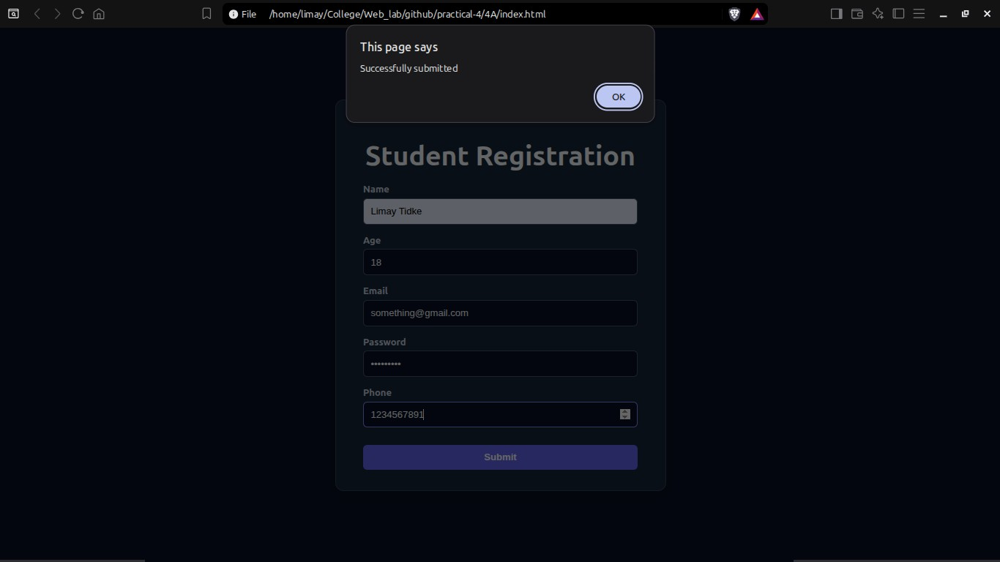 File /home/limay/College/Web_lab/github/practical-4/4A/index.html
This page says
Successfully submitted
OK
Student Registration
Name
Limay Tidke
Age
18
Email
something@gmail.com
Password
•••••••••
Phone
1234567891
Submit